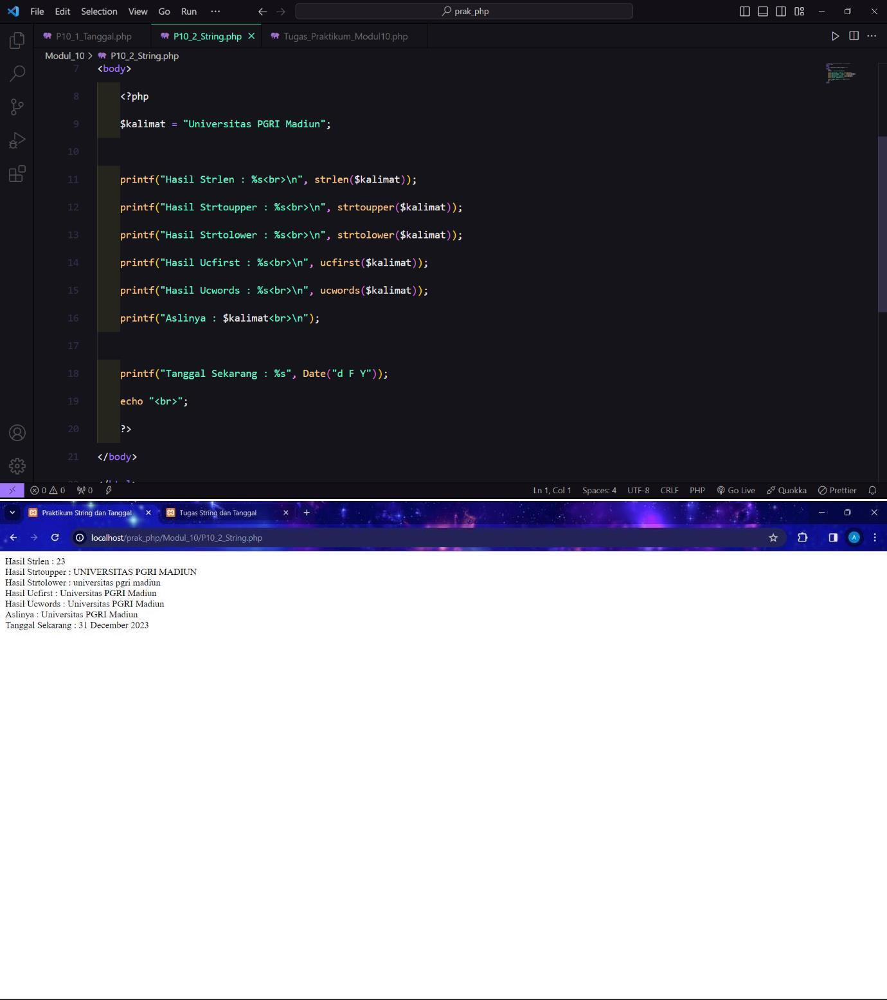 File Edit Selection View Go Run ··· prak_php
P10_1_Tanggal.php P10_2_String.php Tugas_Praktikum_Modul10.php
Modul_10 > P10_2_String.php
7 <body>
8 <?php
9 $kalimat = "Universitas PGRI Madiun";
10
11 printf("Hasil Strlen : %s<br>\n", strlen($kalimat));
12 printf("Hasil Strtoupper : %s<br>\n", strtoupper($kalimat));
13 printf("Hasil Strtolower : %s<br>\n", strtolower($kalimat));
14 printf("Hasil Ucfirst : %s<br>\n", ucfirst($kalimat));
15 printf("Hasil Ucwords : %s<br>\n", ucwords($kalimat));
16 printf("Aslinya : $kalimat<br>\n");
17
18 printf("Tanggal Sekarang : %s", Date("d F Y"));
19 echo "<br>";
20 ?>
21 </body>
0 0 0 Ln 1, Col 1 Spaces: 4 UTF-8 CRLF PHP Go Live Quokka Prettier
Praktikum String dan Tanggal Tugas String dan Tanggal
localhost/prak_php/Modul_10/P10_2_String.php A
Hasil Strlen : 23
Hasil Strtoupper : UNIVERSITAS PGRI MADIUN
Hasil Strtolower : universitas pgri madiun
Hasil Ucfirst : Universitas PGRI Madiun
Hasil Ucwords : Universitas PGRI Madiun
Aslinya : Universitas PGRI Madiun
Tanggal Sekarang : 31 December 2023